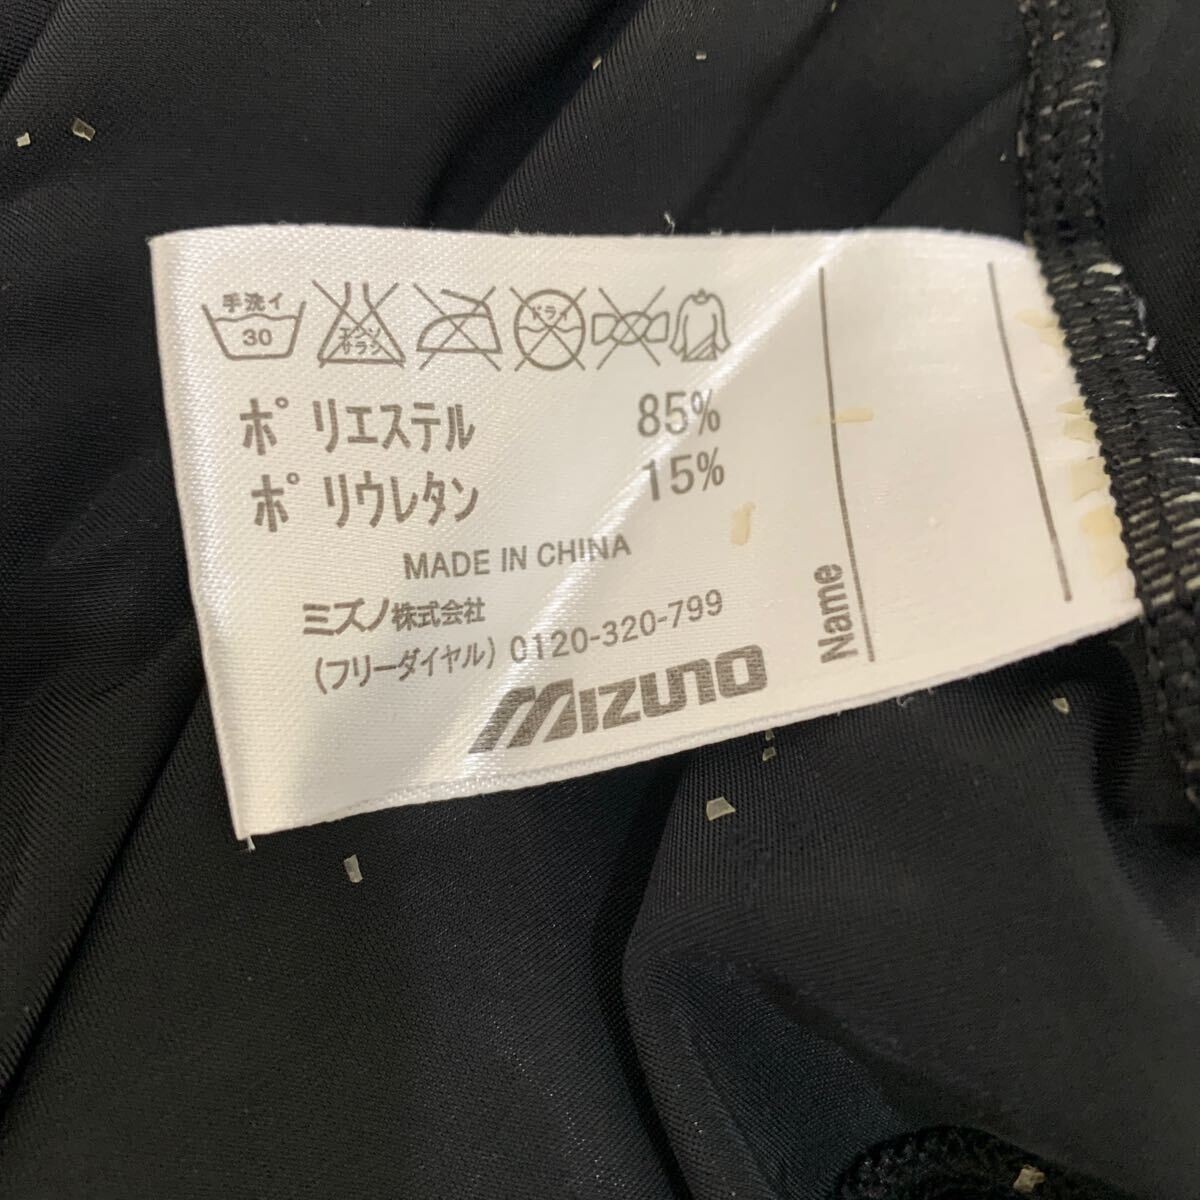 手洗イ
30
エンソ
サラシ
ドライ
ポリエステル 85%
ポリウレタン 15%
MADE IN CHINA
ミズノ株式会社
(フリーダイヤル) 0120-320-799
MIZUNO
Name